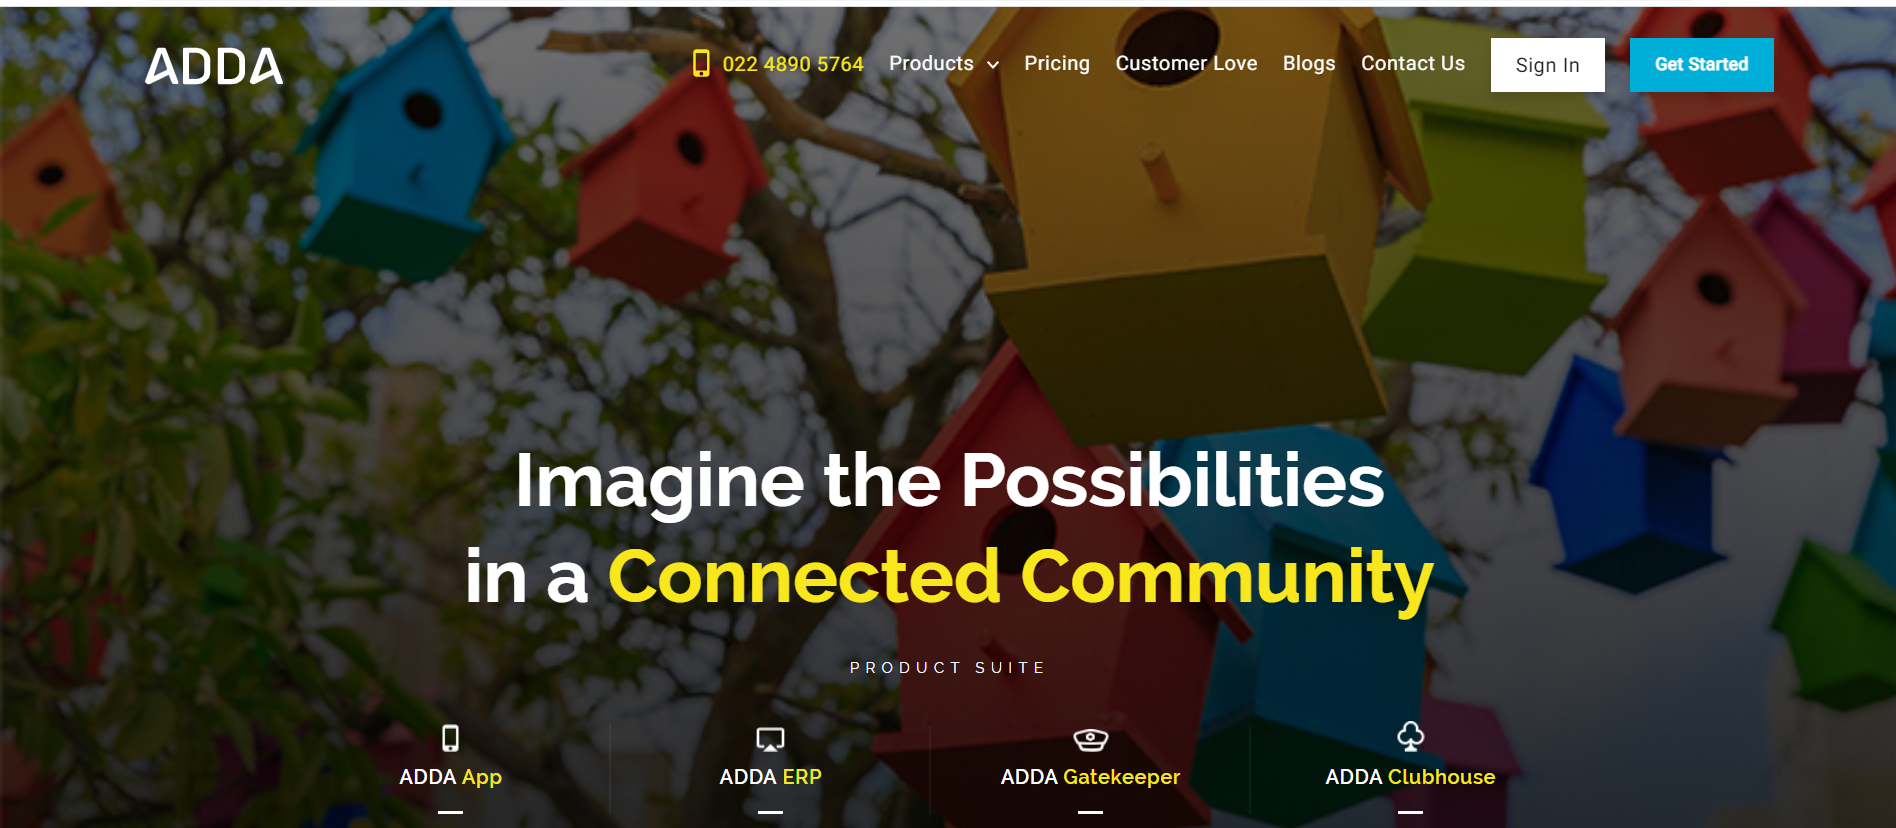 ADDA
022 4890 5764
Products
Pricing
Customer Love
Blogs
Contact Us
Sign In
Get Started
Imagine the Possibilities
in a Connected Community
PRODUCT SUITE
ADDA App
ADDA ERP
ADDA Gatekeeper
ADDA Clubhouse